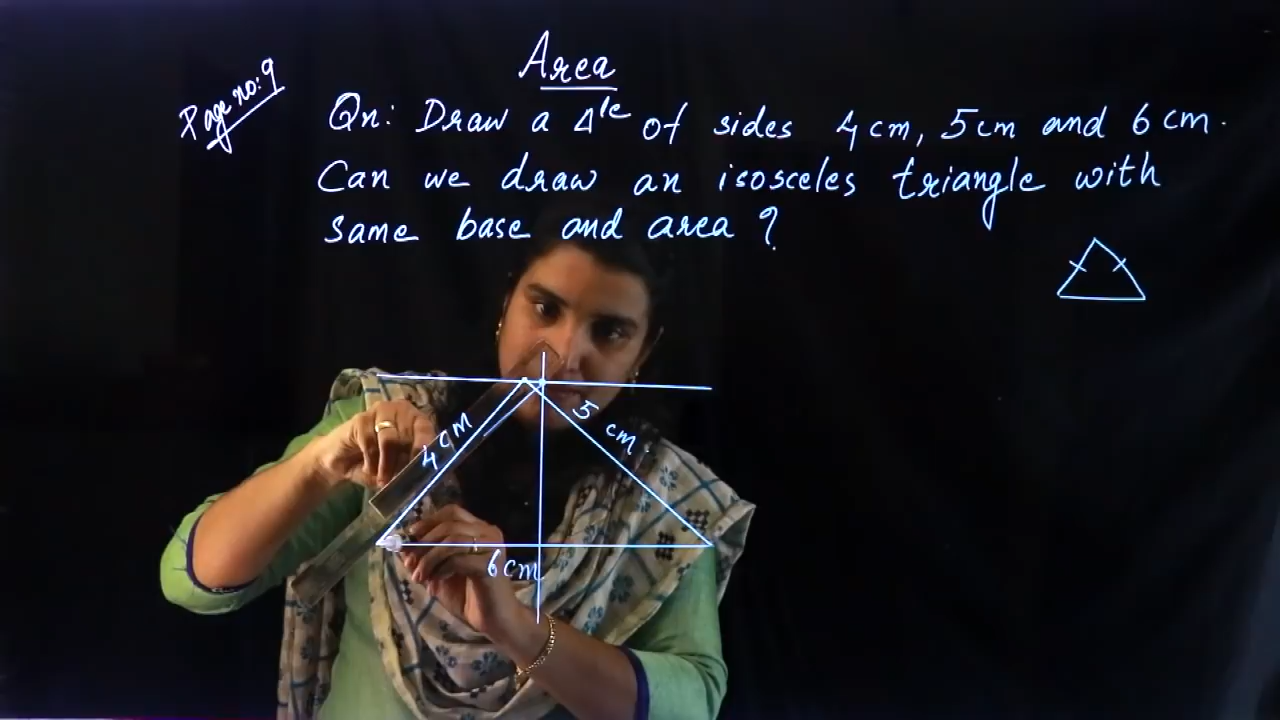 Area
Page no: 9
Qn: Draw a Δle of sides 4 cm, 5 cm and 6 cm.
Can we draw an isosceles triangle with
same base and area ?
4 cm
5 cm.
6 cm